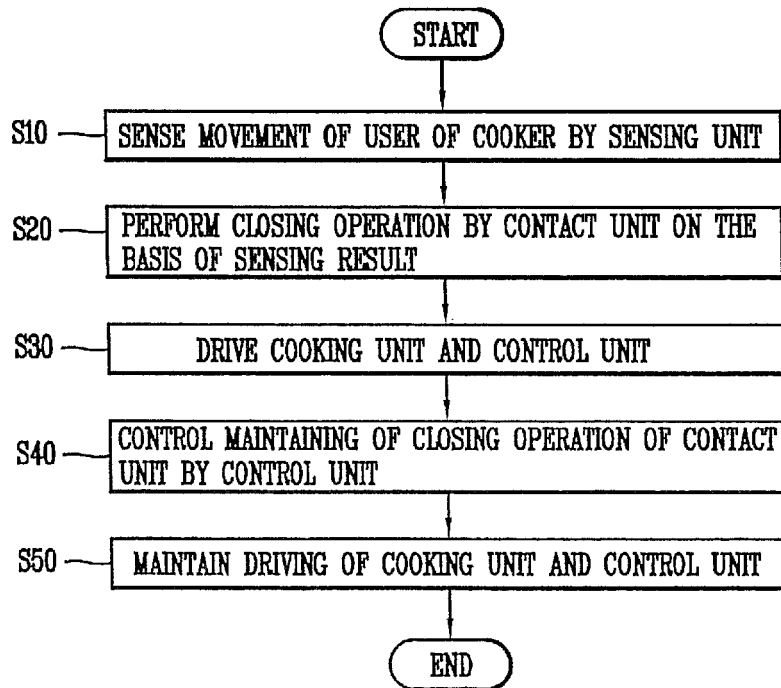 START
S10 SENSE MOVEMENT OF USER OF COOKER BY SENSING UNIT
S20 PERFORM CLOSING OPERATION BY CONTACT UNIT ON THE
BASIS OF SENSING RESULT
S30 DRIVE COOKING UNIT AND CONTROL UNIT
S40 CONTROL MAINTAINING OF CLOSING OPERATION OF CONTACT
UNIT BY CONTROL UNIT
S50 MAINTAIN DRIVING OF COOKING UNIT AND CONTROL UNIT
END